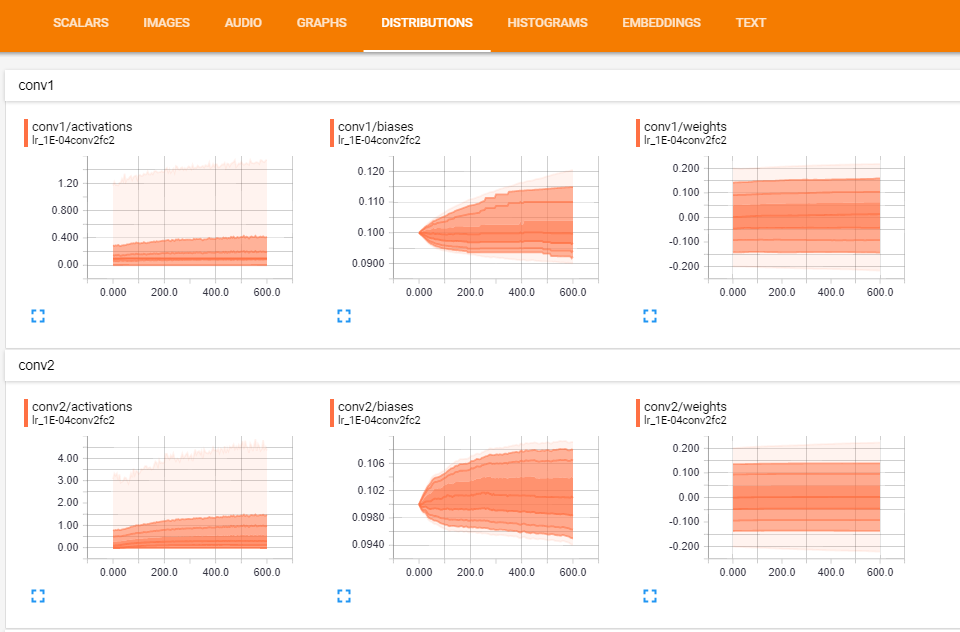 SCALARS IMAGES AUDIO GRAPHS DISTRIBUTIONS HISTOGRAMS EMBEDDINGS TEXT
conv1
conv1/activations
lr_1E-04conv2fc2
1.20
0.800
0.400
0.00
0.000 200.0 400.0 600.0
conv1/biases
lr_1E-04conv2fc2
0.120
0.110
0.100
0.0900
0.000 200.0 400.0 600.0
conv1/weights
lr_1E-04conv2fc2
0.200
0.100
0.00
-0.100
-0.200
0.000 200.0 400.0 600.0
conv2
conv2/activations
lr_1E-04conv2fc2
4.00
3.00
2.00
1.00
0.00
0.000 200.0 400.0 600.0
conv2/biases
lr_1E-04conv2fc2
0.106
0.102
0.0980
0.0940
0.000 200.0 400.0 600.0
conv2/weights
lr_1E-04conv2fc2
0.200
0.100
0.00
-0.100
-0.200
0.000 200.0 400.0 600.0